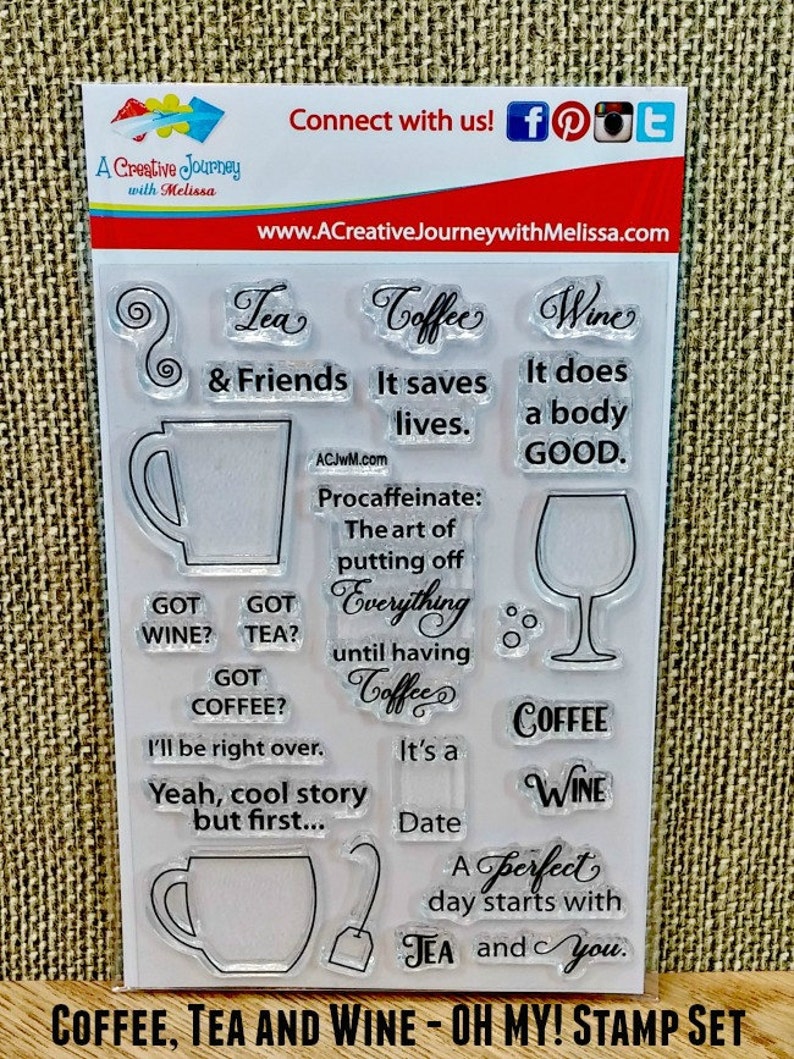 Connect with us!
A Creative Journey
with Melissa
www.ACreativeJourneywithMelissa.com
Tea
Coffee
Wine
& Friends
It saves
lives.
It does
a body
GOOD.
ACJwM.com
Procaffeinate:
The art of
putting off
Everything
until having
Coffee
GOT
WINE?
GOT
TEA?
GOT
COFFEE?
I'll be right over.
Yeah, cool story
but first...
It's a
Date
COFFEE
WINE
A perfect
day starts with
TEA
and you.
COFFEE, TEA AND WINE - OH MY! STAMP SET